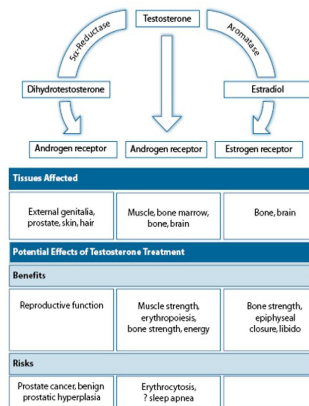 Testosterone
5α-Reductase
Aromatase
Dihydrotestosterone
Estradiol
Androgen receptor
Androgen receptor
Estrogen receptor
Tissues Affected
External genitalia,
prostate, skin, hair
Muscle, bone marrow,
bone, brain
Bone, brain
Potential Effects of Testosterone Treatment
Benefits
Reproductive function
Muscle strength,
erythropoiesis,
bone strength, energy
Bone strength,
epiphyseal
closure, libido
Risks
Prostate cancer, benign
prostatic hyperplasia
Erythrocytosis,
? sleep apnea